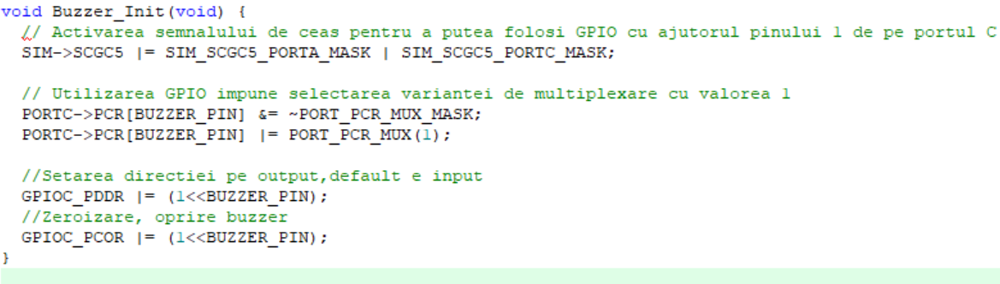 void Buzzer_Init(void) {
// Activarea semnalului de ceas pentru a putea folosi GPIO cu ajutorul pinului 1 de pe portul C
SIM->SCGC5 |= SIM_SCGC5_PORTA_MASK | SIM_SCGC5_PORTC_MASK;
// Utilizarea GPIO impune selectarea variantei de multiplexare cu valorea 1
PORTC->PCR[BUZZER_PIN] &= ~PORT_PCR_MUX_MASK;
PORTC->PCR[BUZZER_PIN] |= PORT_PCR_MUX(1);
//Setarea directiei pe output,default e input
GPIOC_PDDR |= (1<<BUZZER_PIN);
//Zeroizare, oprire buzzer
GPIOC_PCOR |= (1<<BUZZER_PIN);
}